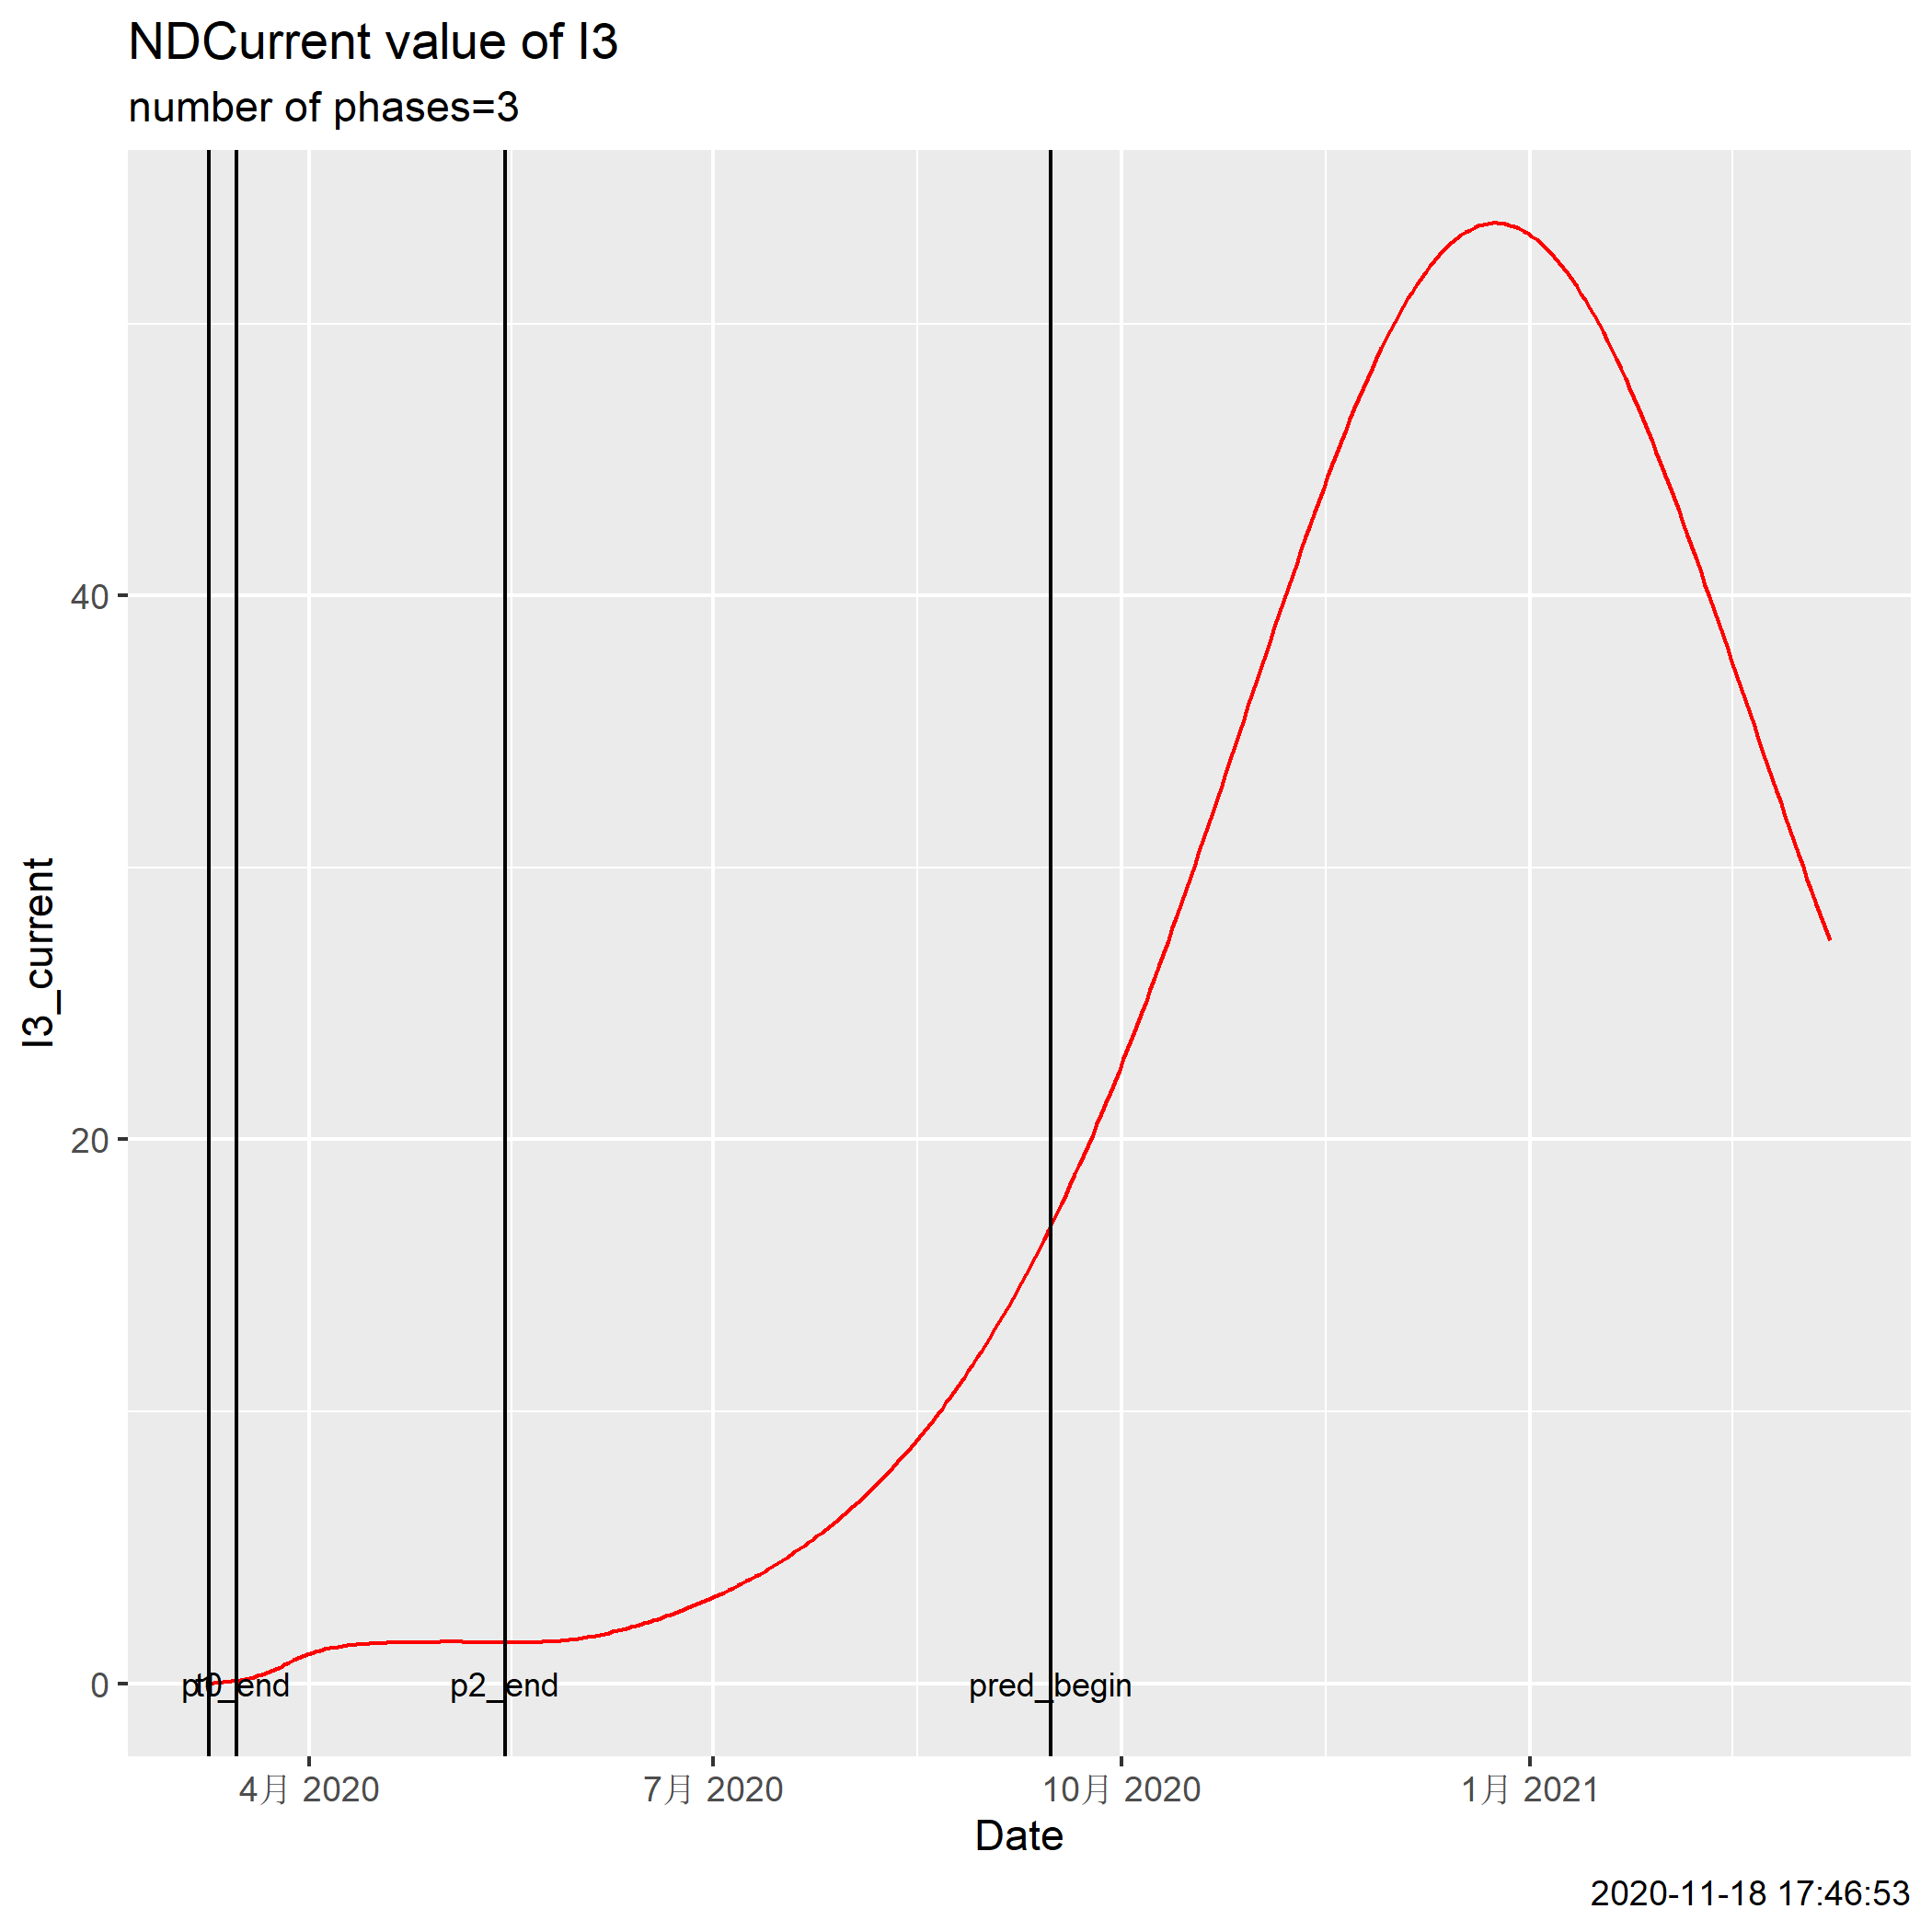 NDCurrent value of I3
number of phases=3
I3_current
40
20
0
t0
p2_end
pred_begin
4月 2020
7月 2020
10月 2020
1月 2021
Date
2020-11-18 17:46:53